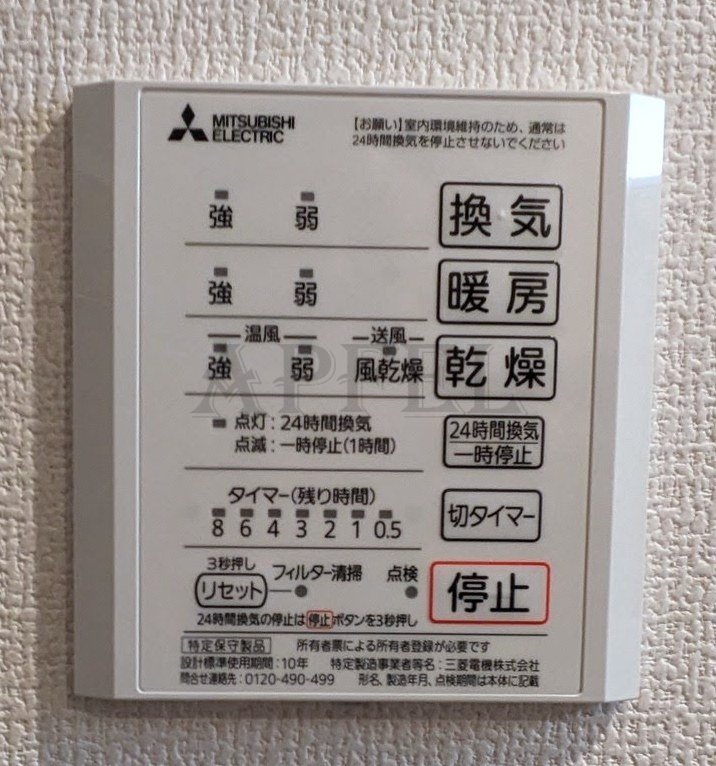 MITSUBISHI
ELECTRIC
【お願い】室内環境維持のため、通常は
24時間換気を停止させないでください
強 弱 換気
強 弱 暖房
温風 送風
強 弱 風乾燥 乾燥
APFEL
点灯:24時間換気
点滅:一時停止(1時間)
24時間換気
一時停止
タイマー(残り時間)
8 6 4 3 2 1 0.5
切タイマー
3秒押し
リセット フィルター清掃 点検
停止
24時間換気の停止は停止ボタンを3秒押し
特定保守製品 所有者票による所有者登録が必要です
設計標準使用期間:10年 特定製造事業者等名:三菱電機株式会社
問合せ連絡先:0120-490-499 形名、製造年月、点検期間は本体に記載